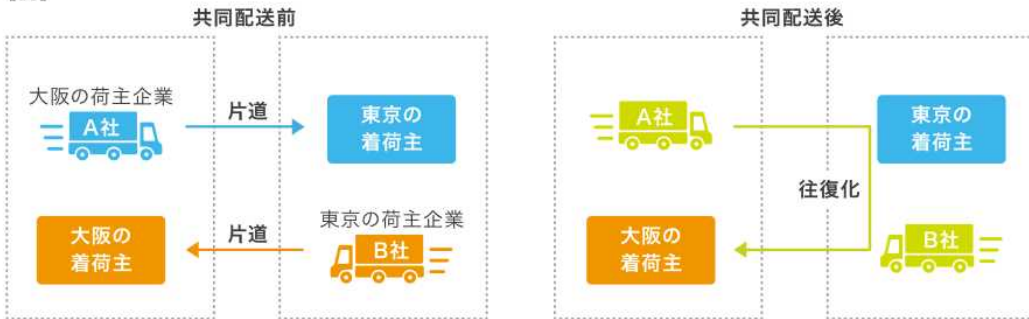 共同配送前
大阪の荷主企業
A社
片道
東京の
着荷主
東京の荷主企業
大阪の
着荷主
片道
B社
共同配送後
A社
東京の
着荷主
往復化
大阪の
着荷主
B社